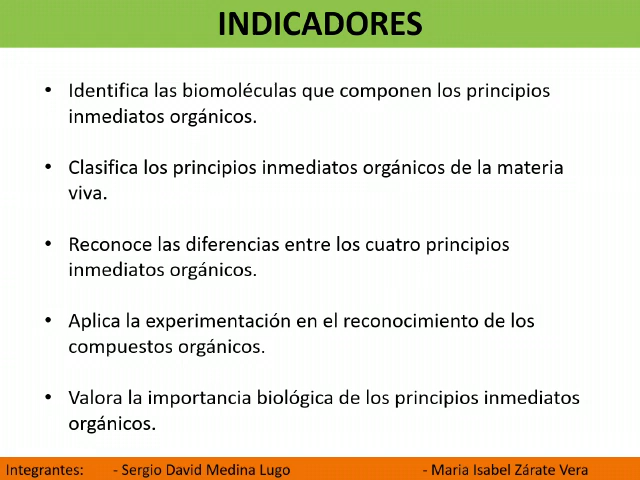 INDICADORES
• Identifica las biomoléculas que componen los principios
inmediatos orgánicos.
• Clasifica los principios inmediatos orgánicos de la materia
viva.
• Reconoce las diferencias entre los cuatro principios
inmediatos orgánicos.
• Aplica la experimentación en el reconocimiento de los
compuestos orgánicos.
• Valora la importancia biológica de los principios inmediatos
orgánicos.
Integrantes: - Sergio David Medina Lugo - Maria Isabel Zárate Vera